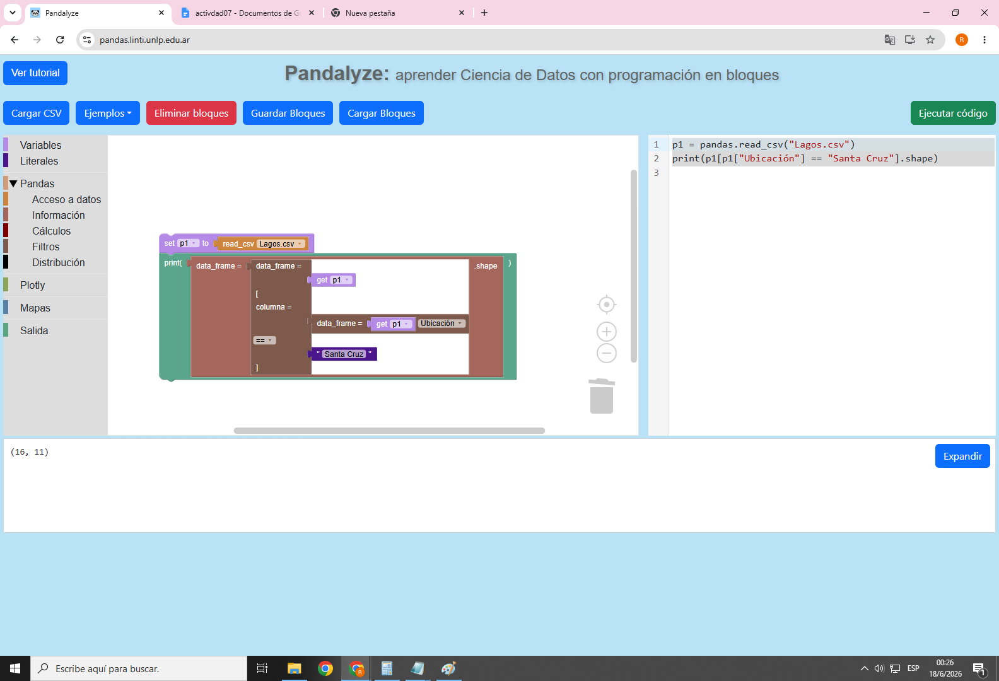 Pandalyze
activdad07 - Documentos de G
Nueva pestaña
pandas.linti.unlp.edu.ar
R
Ver tutorial
Pandalyze: aprender Ciencia de Datos con programación en bloques
Cargar CSV
Ejemplos
Eliminar bloques
Guardar Bloques
Cargar Bloques
Ejecutar código
Variables
Literales
Pandas
Acceso a datos
Información
Cálculos
Filtros
Distribución
Plotly
Mapas
Salida
set p1 to read_csv Lagos.csv
print( data_frame = data_frame = .shape )
get p1
[
columna =
data_frame = get p1 Ubicación
==
" Santa Cruz "
]
1 p1 = pandas.read_csv("Lagos.csv")
2 print(p1[p1["Ubicación"] == "Santa Cruz"].shape)
3
(16, 11)
Expandir
Escribe aquí para buscar.
R
ESP
00:26
18/6/2026
1